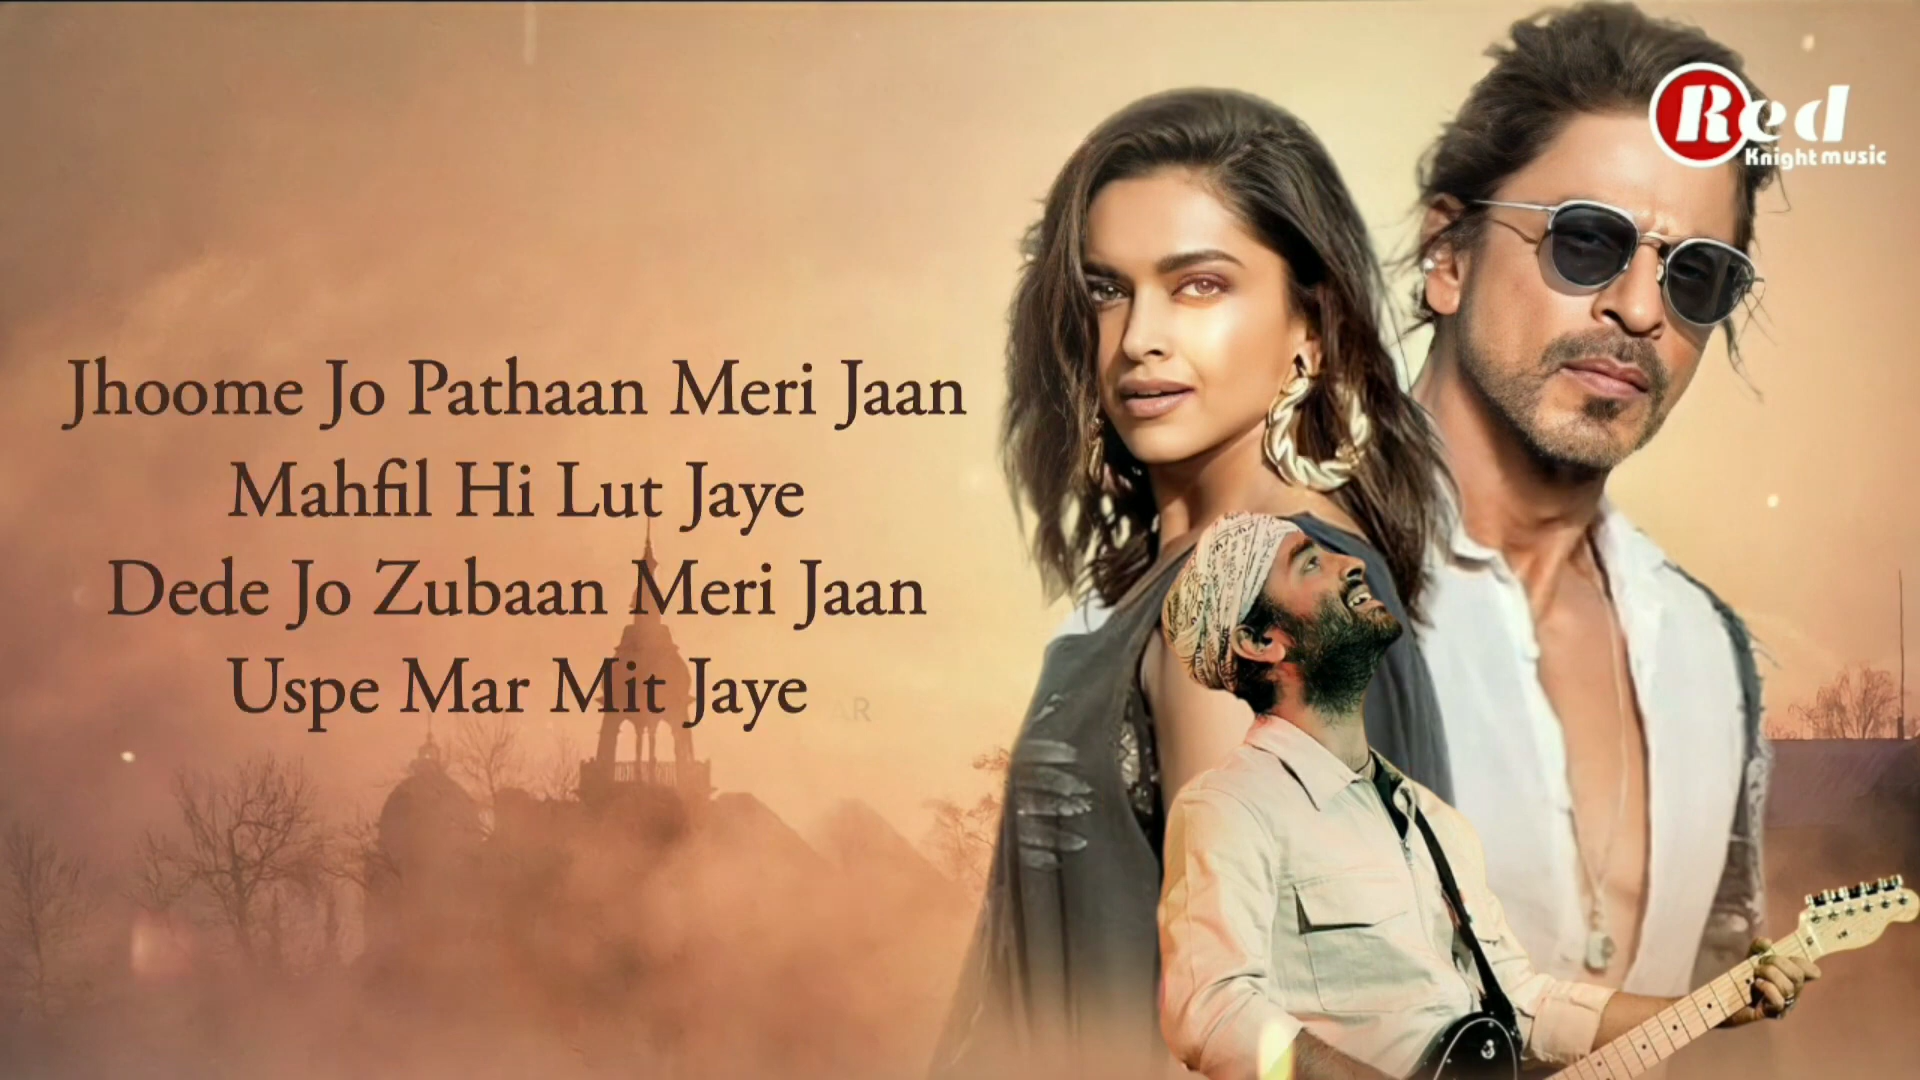 Red
Knight music
Jhoome Jo Pathaan Meri Jaan
Mahfil Hi Lut Jaye
Dede Jo Zubaan Meri Jaan
Uspe Mar Mit Jaye